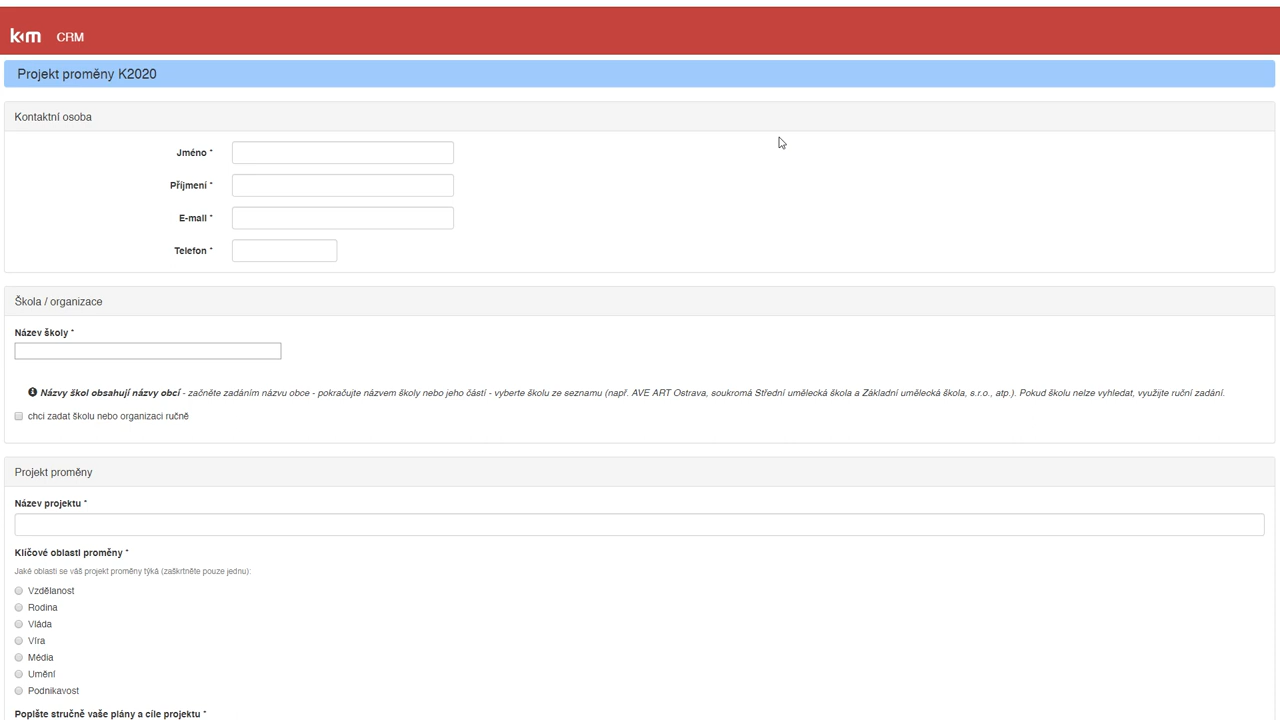 kam CRM
Projekt proměny K2020
Kontaktní osoba
Jméno *
Příjmení *
E-mail *
Telefon *
Škola / organizace
Název školy *
Názvy škol obsahují názvy obcí - začněte zadáním názvu obce - pokračujte názvem školy nebo jeho částí - vyberte školu ze seznamu (např. AVE ART Ostrava, soukromá Střední umělecká škola a Základní umělecká škola, s.r.o., atp.). Pokud školu nelze vyhledat, využijte ruční zadání.
chci zadat školu nebo organizaci ručně
Projekt proměny
Název projektu *
Klíčové oblasti proměny *
Jaké oblasti se váš projekt proměny týká (zaškrtněte pouze jednu):
Vzdělanost
Rodina
Vláda
Víra
Média
Umění
Podnikavost
Popište stručně vaše plány a cíle projektu *